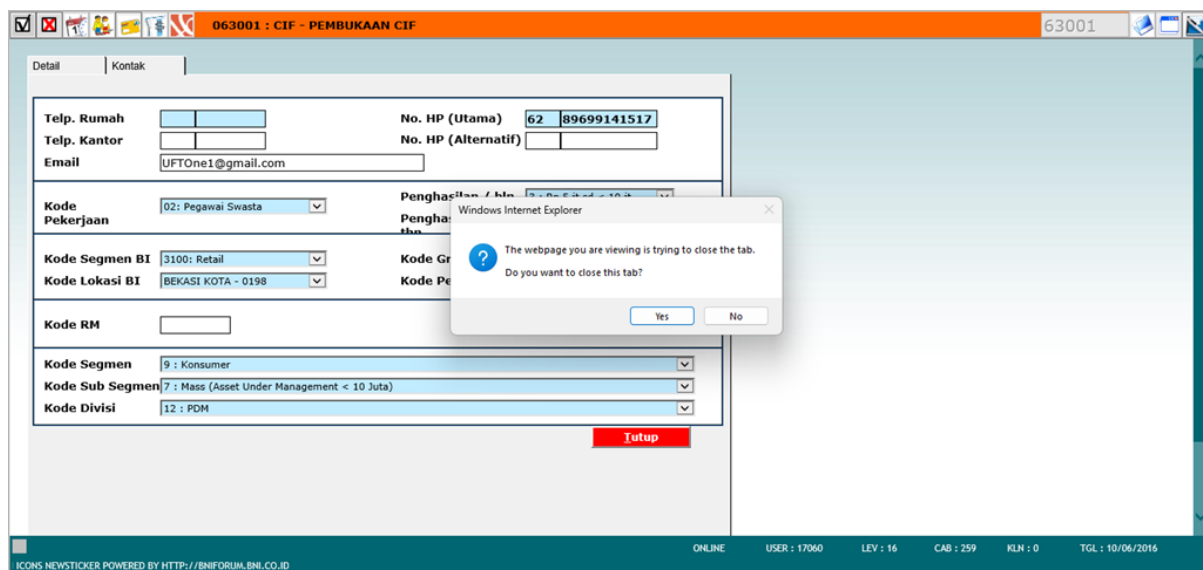 063001 : CIF - PEMBUKAAN CIF
63001
Detail
Kontak
Telp. Rumah
No. HP (Utama) 62 89699141517
Telp. Kantor
No. HP (Alternatif)
Email UFTOne1@gmail.com
Kode Pekerjaan
02: Pegawai Swasta
Penghasilan / bln
Windows Internet Explorer
The webpage you are viewing is trying to close the tab.
Do you want to close this tab?
Yes
No
Kode Segmen BI 3100: Retail
Kode Lokasi BI BEKASI KOTA - 0198
Kode RM
Kode Segmen 9 : Konsumer
Kode Sub Segmen 7 : Mass (Asset Under Management < 10 Juta)
Kode Divisi 12 : PDM
Tutup
ONLINE USER : 17060 LEV : 16 CAB : 259 KLN : 0 TGL : 10/06/2016
ICONS NEWSTICKER POWERED BY HTTP://BNIFORUM.BNI.CO.ID